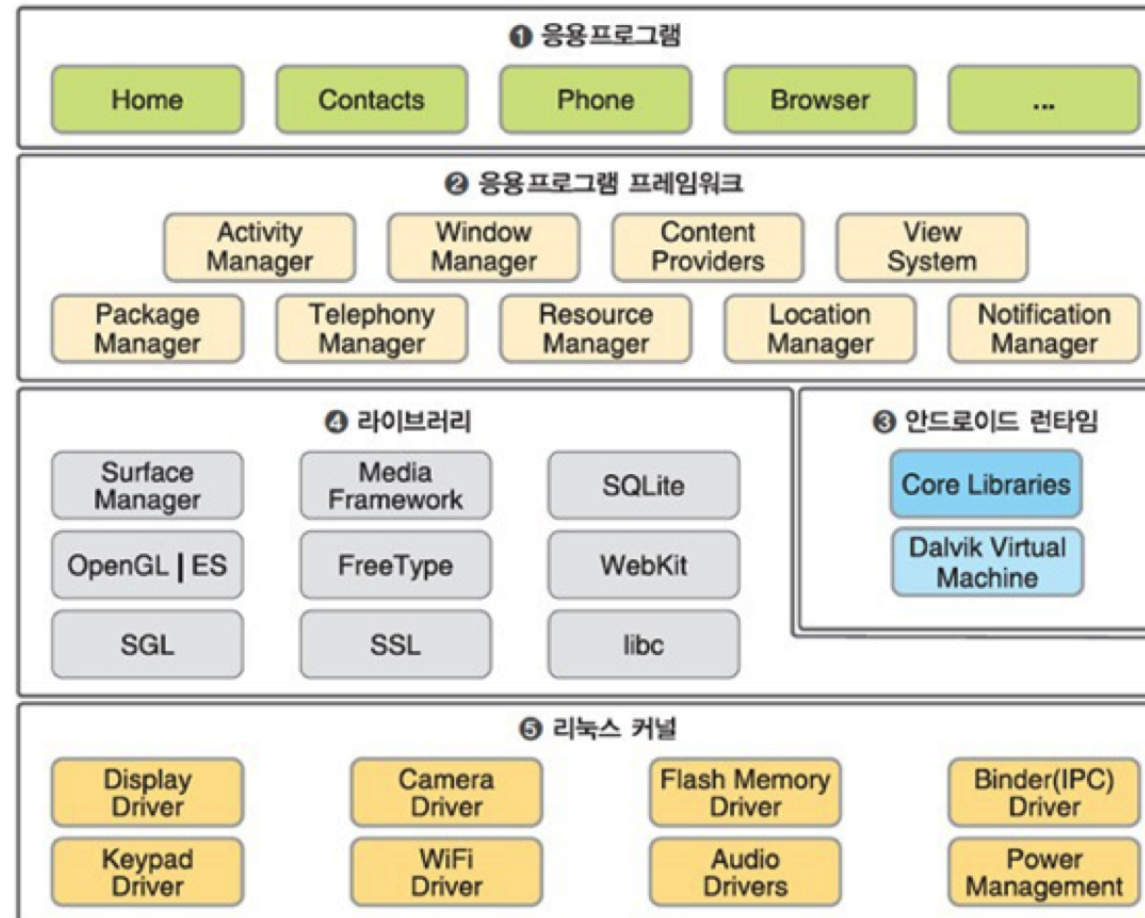 ❶ 응용프로그램
Home
Contacts
Phone
Browser
...
❷ 응용프로그램 프레임워크
Activity
Manager
Window
Manager
Content
Providers
View
System
Package
Manager
Telephony
Manager
Resource
Manager
Location
Manager
Notification
Manager
❹ 라이브러리
Surface
Manager
Media
Framework
SQLite
OpenGL | ES
FreeType
WebKit
SGL
SSL
libc
❸ 안드로이드 런타임
Core Libraries
Dalvik Virtual
Machine
❺ 리눅스 커널
Display
Driver
Camera
Driver
Flash Memory
Driver
Binder(IPC)
Driver
Keypad
Driver
WiFi
Driver
Audio
Drivers
Power
Management